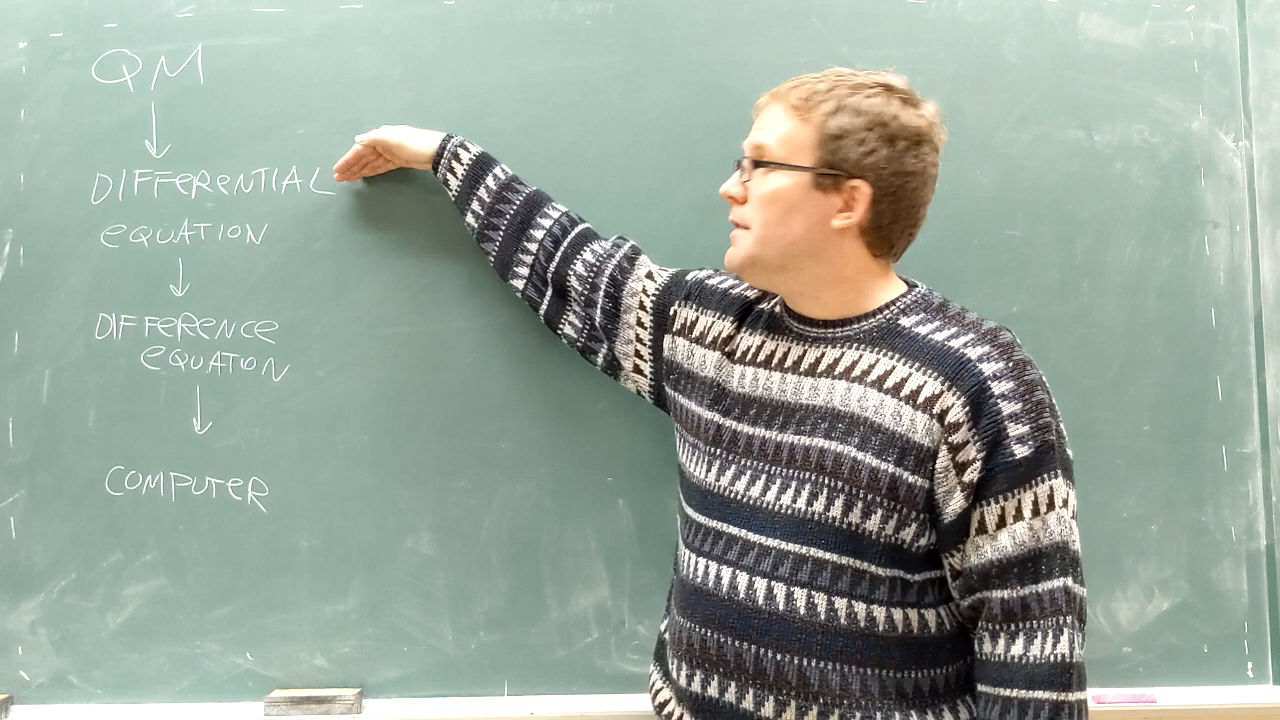 QM
DIFFERENTIAL
EQUATION
DIFFERENCE
EQUATION
COMPUTER